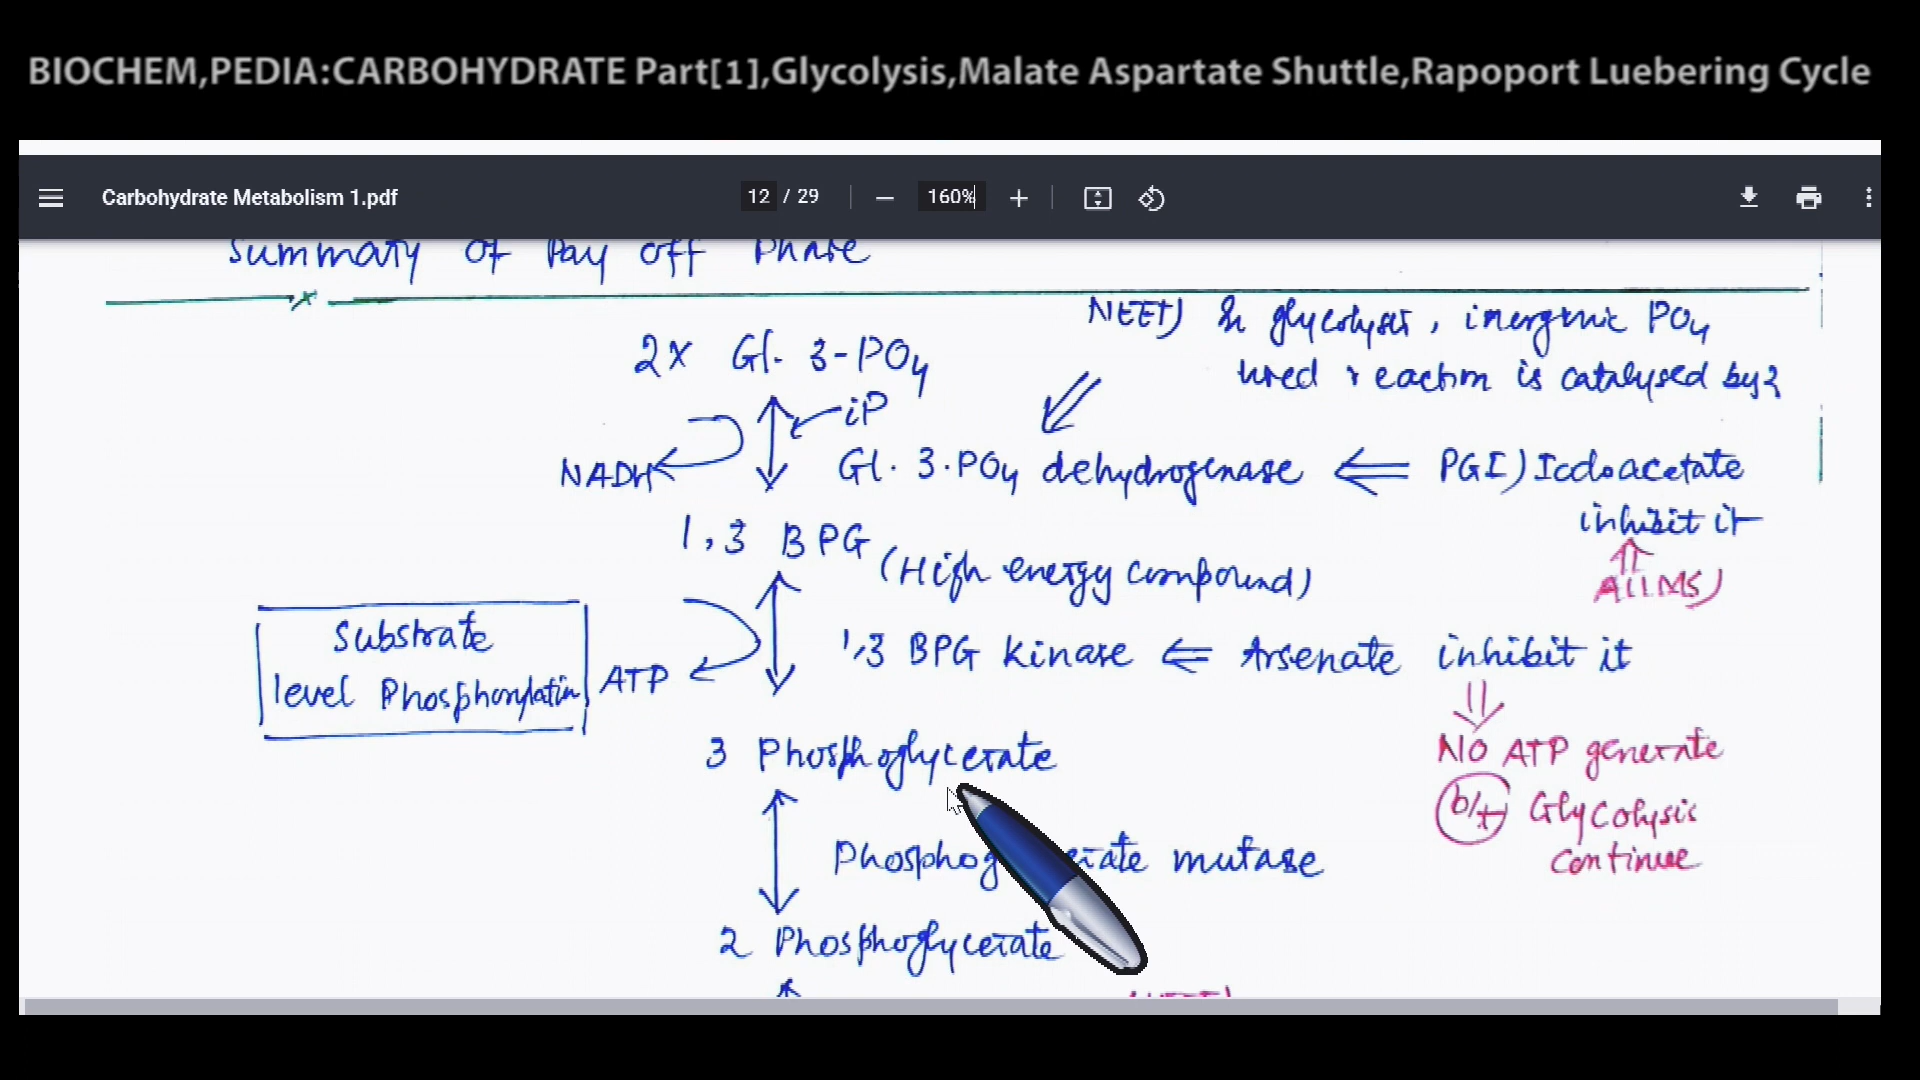 BIOCHEM,PEDIA:CARBOHYDRATE Part[1],Glycolysis,Malate Aspartate Shuttle,Rapoport Luebering Cycle
Carbohydrate Metabolism 1.pdf
12 / 29
160%
Summary of Pay off Phase
NEET) In glycolysis, inorganic PO4
used reaction is catalysed by?
2x Gl. 3-PO4
iP
NADH
Gl. 3.PO4 dehydrogenase ⇐ PGI) Iodoacetate
inhibit it
AIIMS)
1,3 BPG
(High energy compound)
Substrate
level Phosphorylatin
ATP
1,3 BPG kinase ⇐ Arsenate inhibit it
NO ATP generate
b/t Glycolysis
continue
3 Phosphoglycerate
mutase
2 Phosphoglycerate